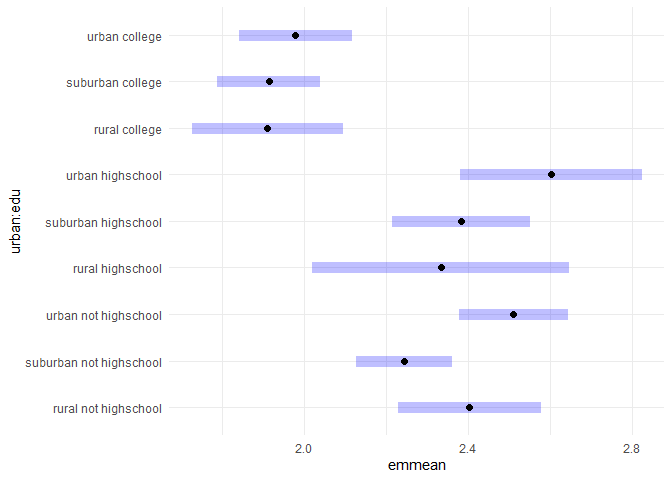 urban college
suburban college
rural college
urban highschool
suburban highschool
rural highschool
urban not highschool
suburban not highschool
rural not highschool
urban:edu
2.0 2.4 2.8
emmean